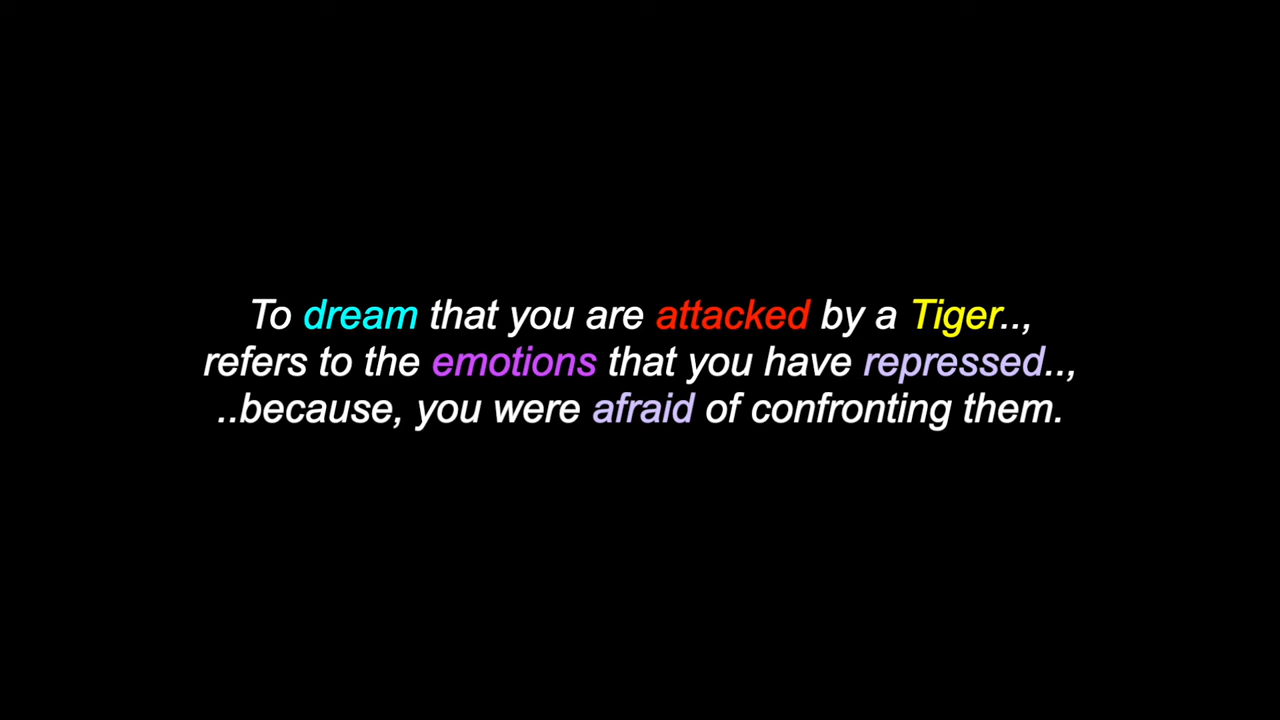 To dream that you are attacked by a Tiger..,
refers to the emotions that you have repressed..,
..because, you were afraid of confronting them.